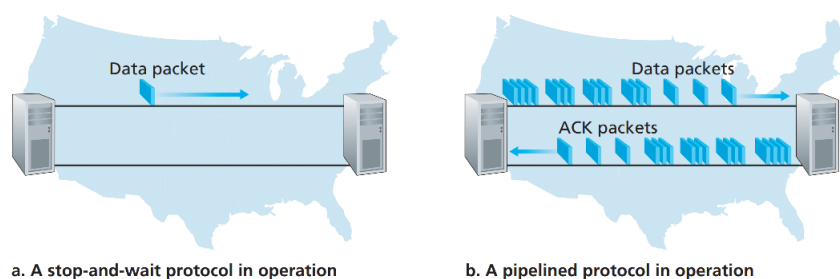 Data packet
a. A stop-and-wait protocol in operation
Data packets
ACK packets
b. A pipelined protocol in operation